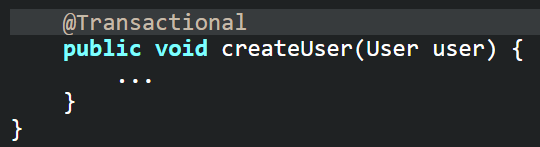 @Transactional
public void createUser(User user) {
...
}
}